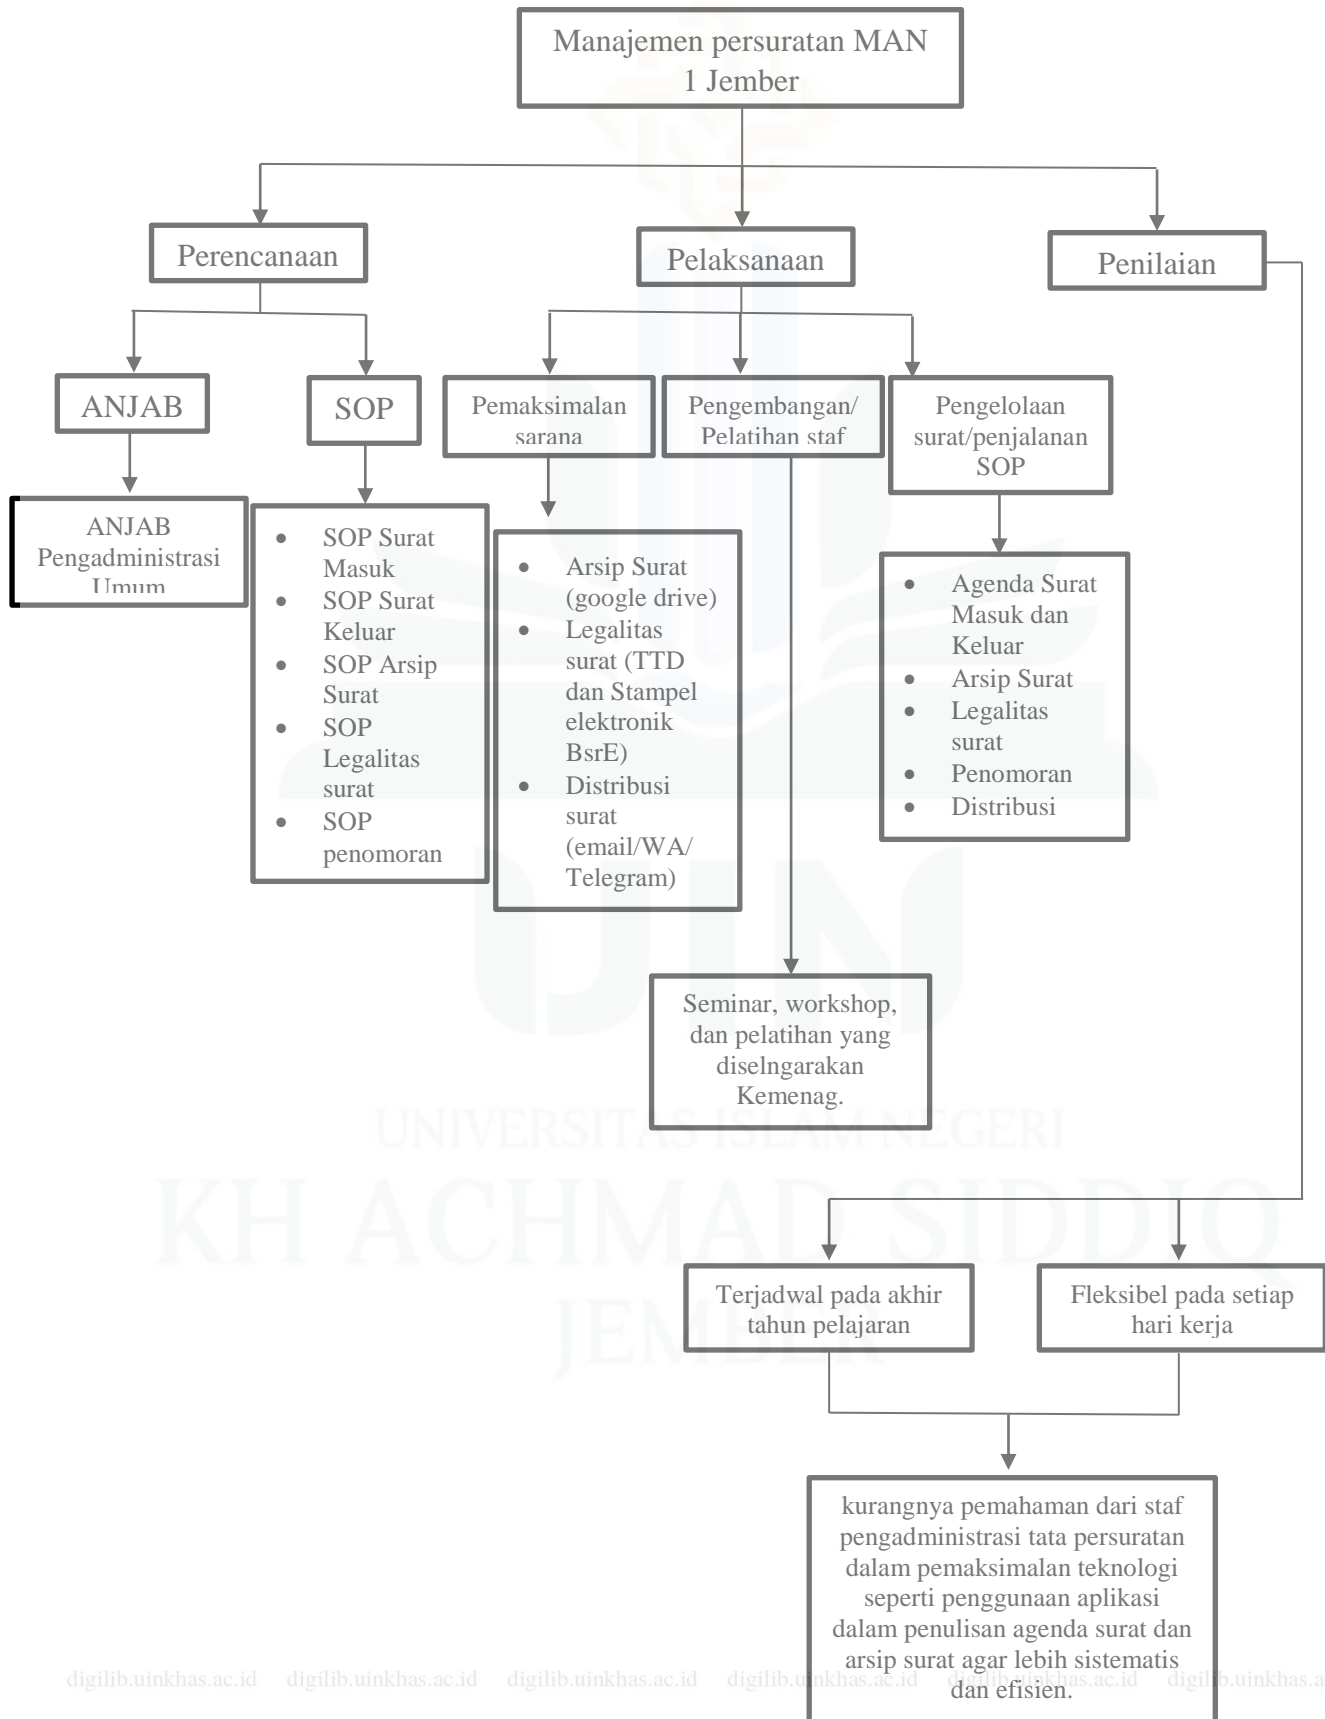 Manajemen persuratan MAN
1 Jember
Perencanaan
Pelaksanaan
Penilaian
ANJAB
SOP
Pemaksimalan
sarana
Pengembangan/
Pelatihan staf
Pengelolaan
surat/penjalanan
SOP
ANJAB
Pengadministrasi
Umum
• SOP Surat
Masuk
• SOP Surat
Keluar
• SOP Arsip
Surat
• SOP
Legalitas
surat
• SOP
penomoran
• Arsip Surat
(google drive)
• Legalitas
surat (TTD
dan Stampel
elektronik
BsrE)
• Distribusi
surat
(email/WA/
Telegram)
• Agenda Surat
Masuk dan
Keluar
• Arsip Surat
• Legalitas
surat
• Penomoran
• Distribusi
Seminar, workshop,
dan pelatihan yang
diselngarakan
Kemenag.
UIN
UNIVERSITAS ISLAM NEGERI
KH ACHMAD SIDDIQ
JEMBER
Terjadwal pada akhir
tahun pelajaran
Fleksibel pada setiap
hari kerja
kurangnya pemahaman dari staf
pengadministrasi tata persuratan
dalam pemaksimalan teknologi
seperti penggunaan aplikasi
dalam penulisan agenda surat dan
arsip surat agar lebih sistematis
dan efisien.
digilib.uinkhas.ac.id digilib.uinkhas.ac.id digilib.uinkhas.ac.id digilib.uinkhas.ac.id digilib.uinkhas.ac.id digilib.uinkhas.a